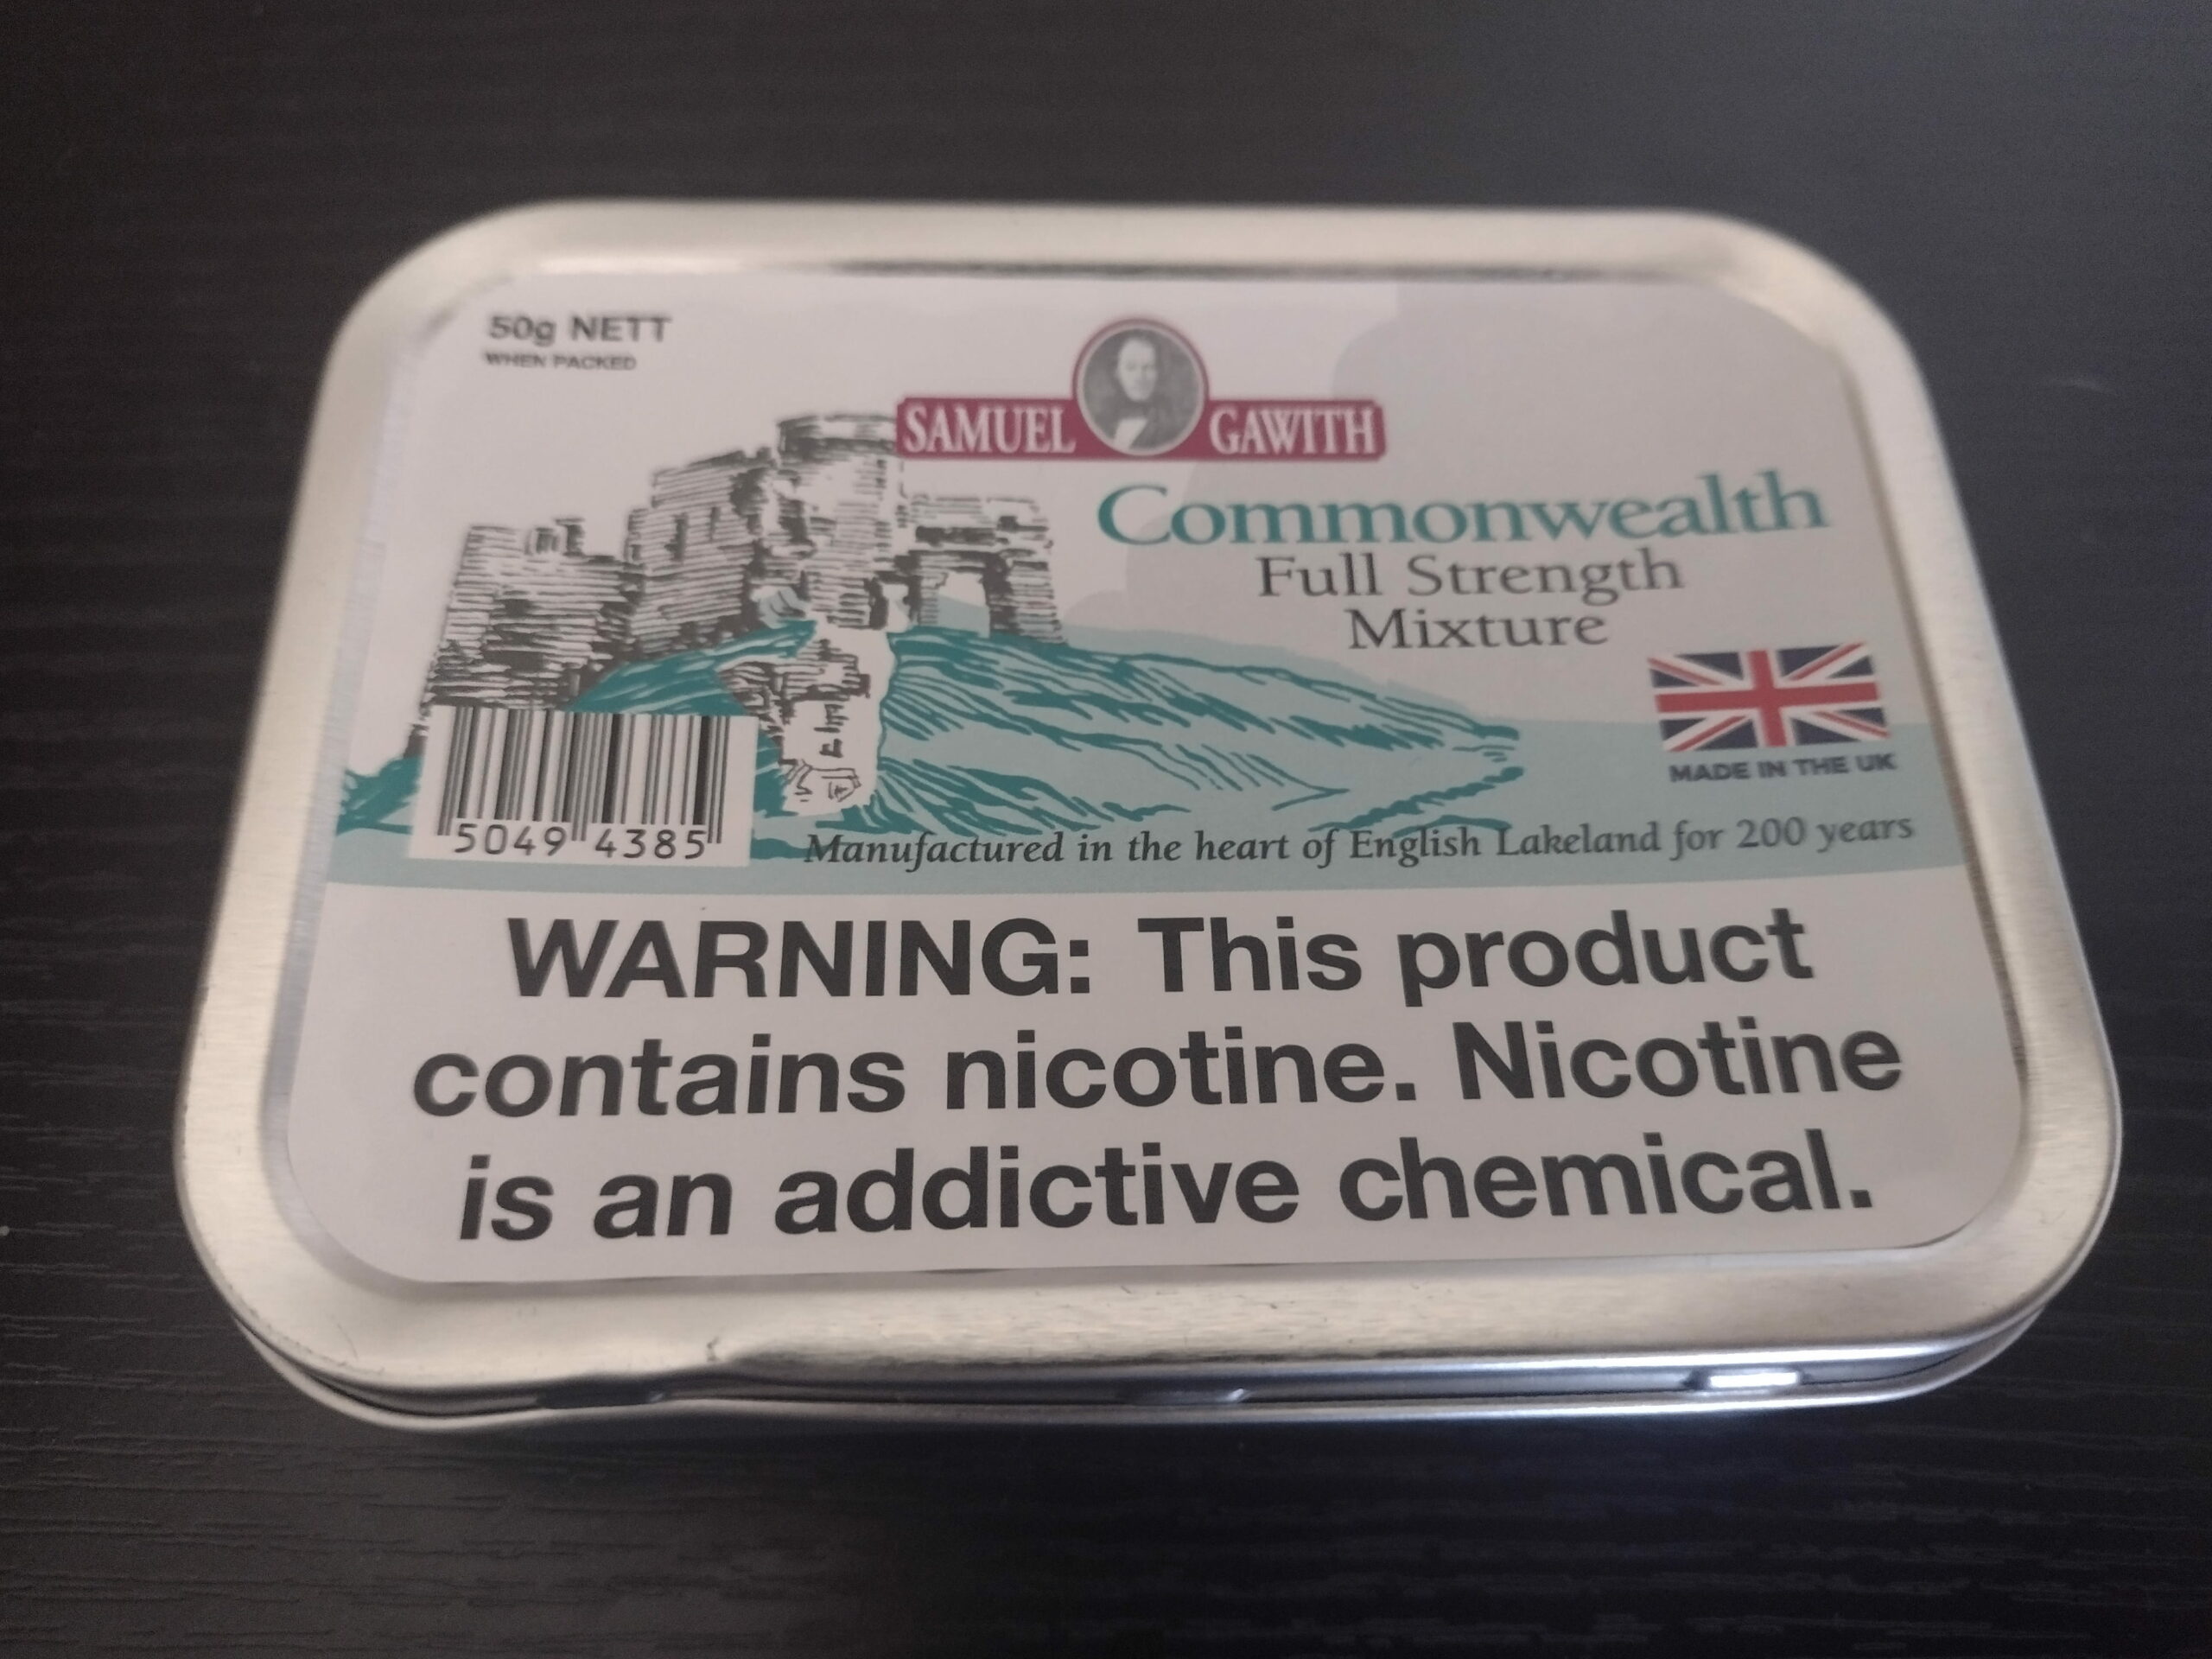 50g NETT
WHEN PACKED
SAMUEL GAWITH
Commonwealth
Full Strength
Mixture
MADE IN THE UK
5049 4385
Manufactured in the heart of English Lakeland for 200 years
WARNING: This product
contains nicotine. Nicotine
is an addictive chemical.